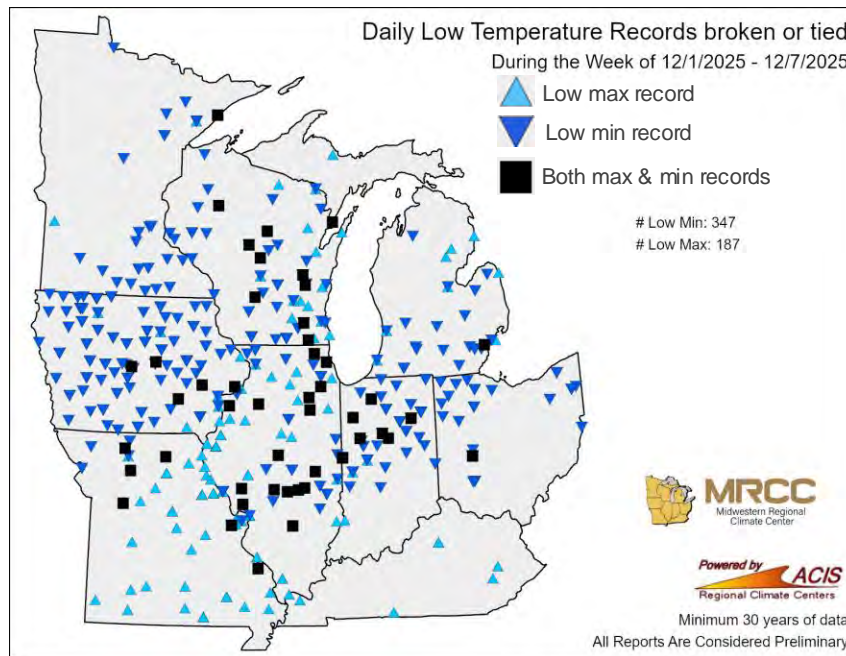 Daily Low Temperature Records broken or tied
During the Week of 12/1/2025 - 12/7/2025
Low max record
Low min record
Both max & min records
# Low Min: 347
# Low Max: 187
MRCC
Midwestern Regional
Climate Center
Powered by
ACIS
Regional Climate Centers
Minimum 30 years of data
All Reports Are Considered Preliminary